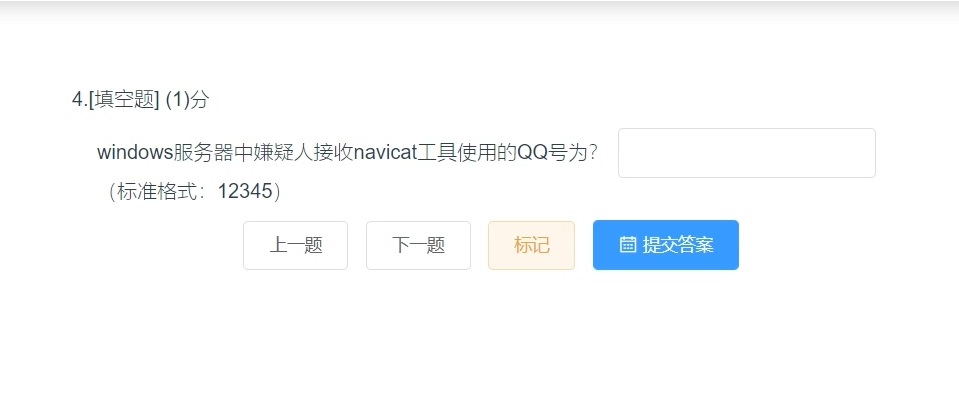 4.[填空题] (1)分
windows服务器中嫌疑人接收navicat工具使用的QQ号为？
（标准格式：12345）
上一题 下一题 标记 提交答案